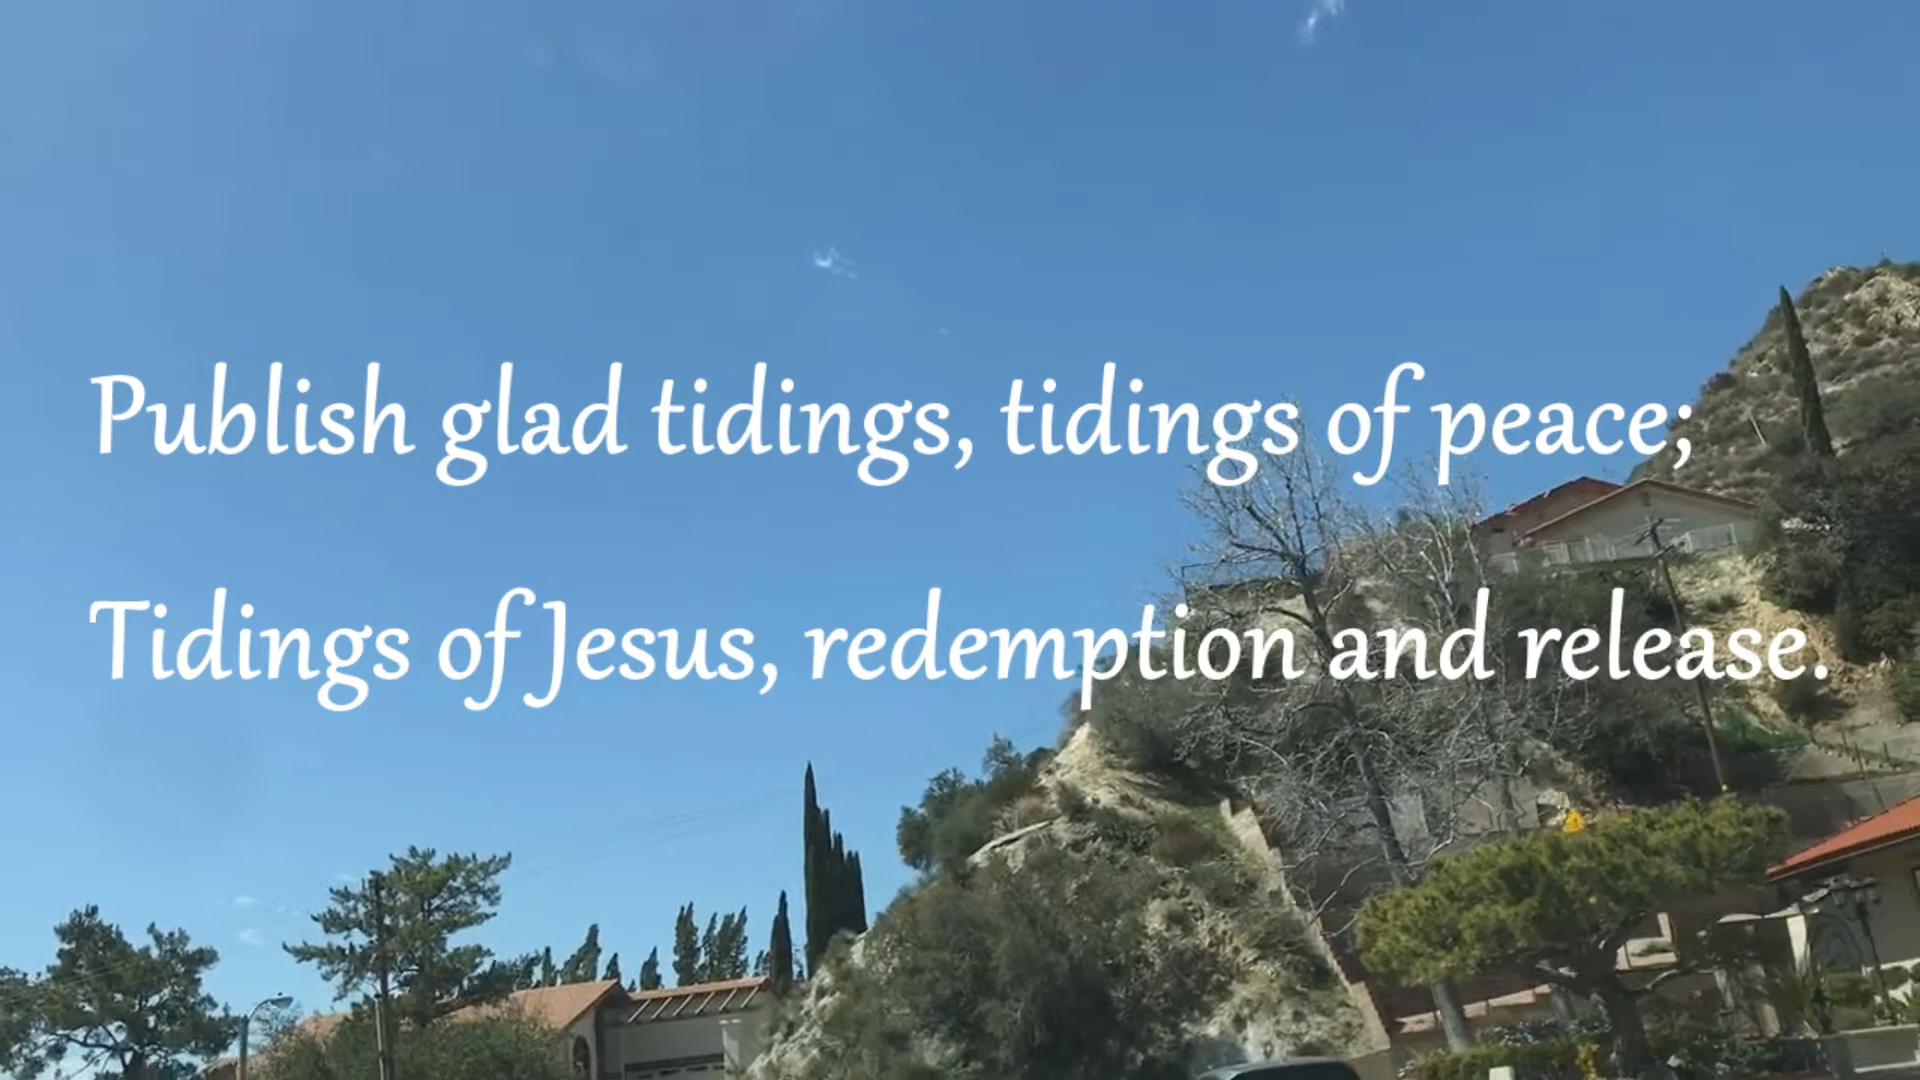 Publish glad tidings, tidings of peace;
Tidings of Jesus, redemption and release.